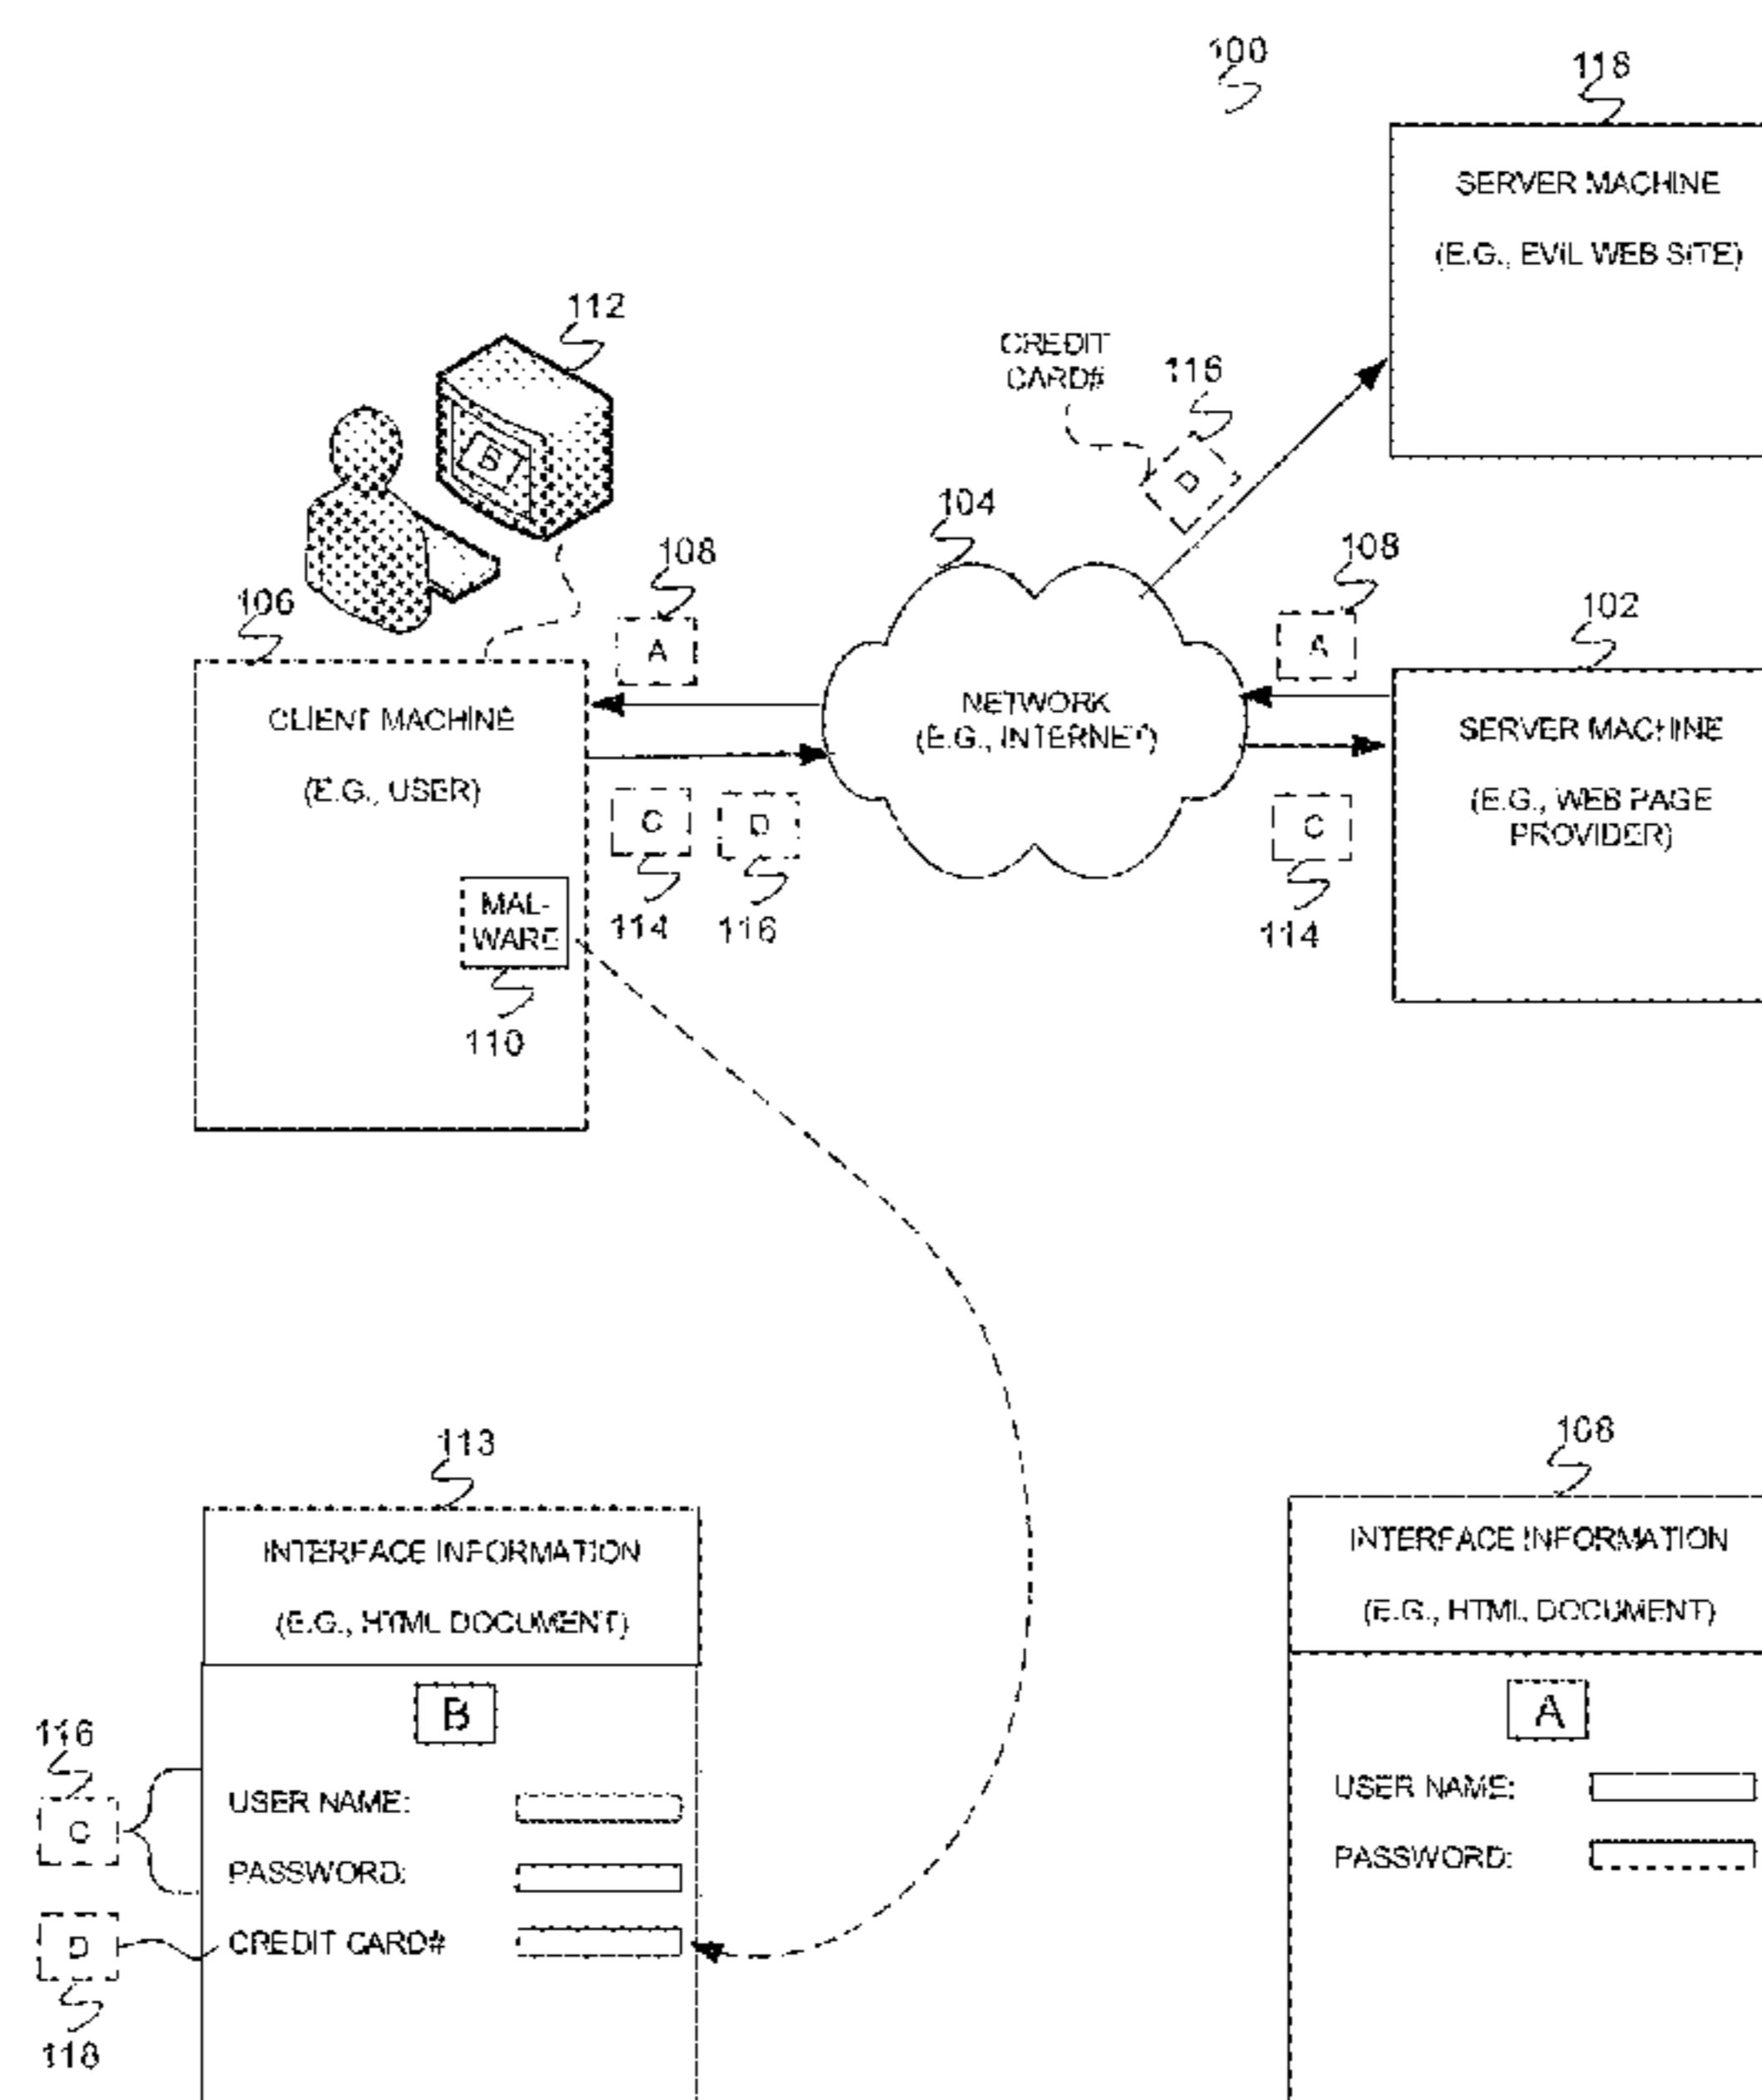 100
118
SERVER MACHINE
(E.G., EVIL WEB SITE)
112
CREDIT
CARD#
116
D
B
104
108
108
106
102
A
A
CLIENT MACHINE
(E.G., USER)
NETWORK
(E.G., INTERNET)
SERVER MACHINE
(E.G., WEB PAGE
PROVIDER)
C
D
C
114
116
114
MAL-
WARE
110
113
INTERFACE INFORMATION
(E.G., HTML DOCUMENT)
B
116
C
USER NAME:
PASSWORD:
D
CREDIT CARD#
118
108
INTERFACE INFORMATION
(E.G., HTML DOCUMENT)
A
USER NAME:
PASSWORD: